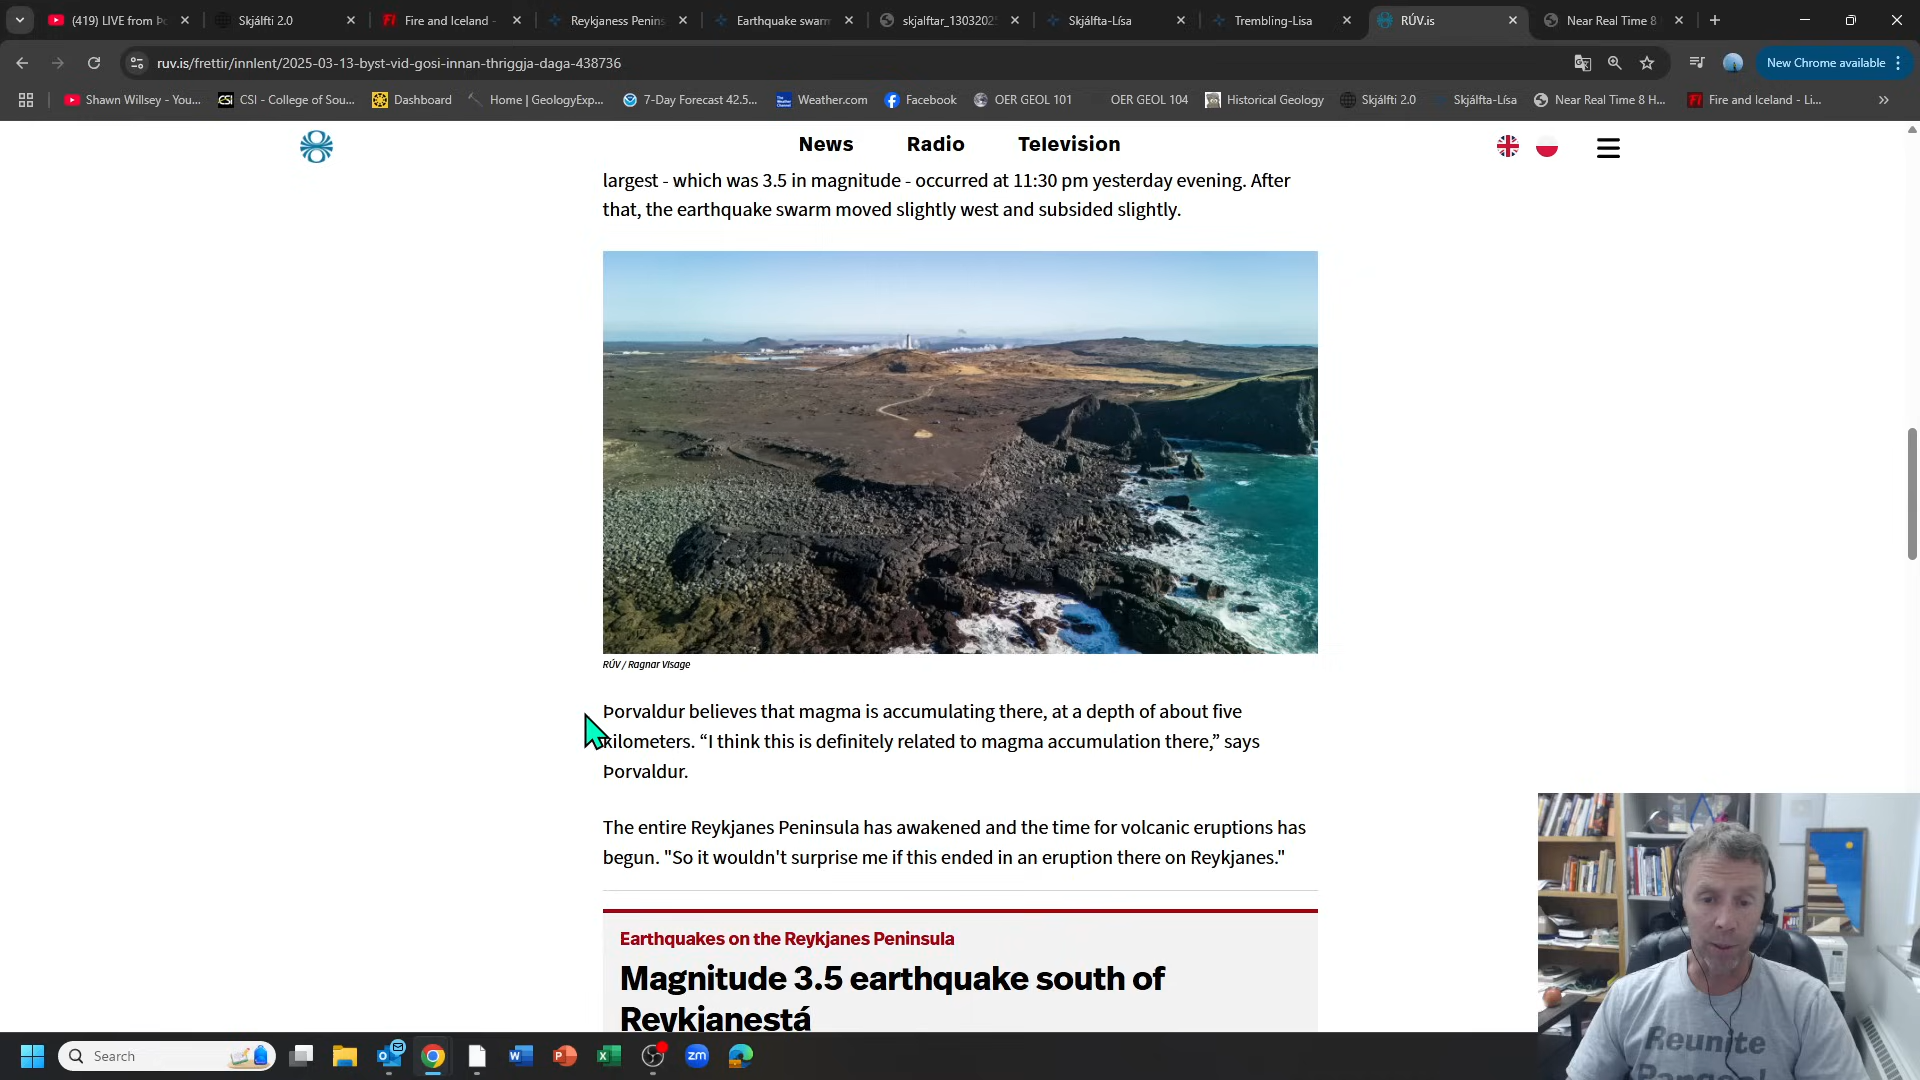 (419) LIVE from Þo
Skjálfti 2.0
Fire and Iceland -
Reykjaness Penins
Earthquake swarm
skjalftar_1303202
Skjálfta-Lísa
Trembling-Lisa
RÚV.is
Near Real Time 8
ruv.is/frettir/innlent/2025-03-13-byst-vid-gosi-innan-thriggja-daga-438736
New Chrome available
Shawn Willsey - You...
CSI - College of Sou...
Dashboard
Home | GeologyExp...
7-Day Forecast 42.5...
Weather.com
Facebook
OER GEOL 101
OER GEOL 104
Historical Geology
Skjálfti 2.0
Skjálfta-Lísa
Near Real Time 8 H...
Fire and Iceland - Li...
News
Radio
Television
largest - which was 3.5 in magnitude - occurred at 11:30 pm yesterday evening. After
that, the earthquake swarm moved slightly west and subsided slightly.
RÚV / Ragnar Visage
Þorvaldur believes that magma is accumulating there, at a depth of about five
kilometers. “I think this is definitely related to magma accumulation there,” says
Þorvaldur.
The entire Reykjanes Peninsula has awakened and the time for volcanic eruptions has
begun. "So it wouldn't surprise me if this ended in an eruption there on Reykjanes."
Earthquakes on the Reykjanes Peninsula
Magnitude 3.5 earthquake south of
Reykjanestá
Reunite
Pangea!
Search
zm